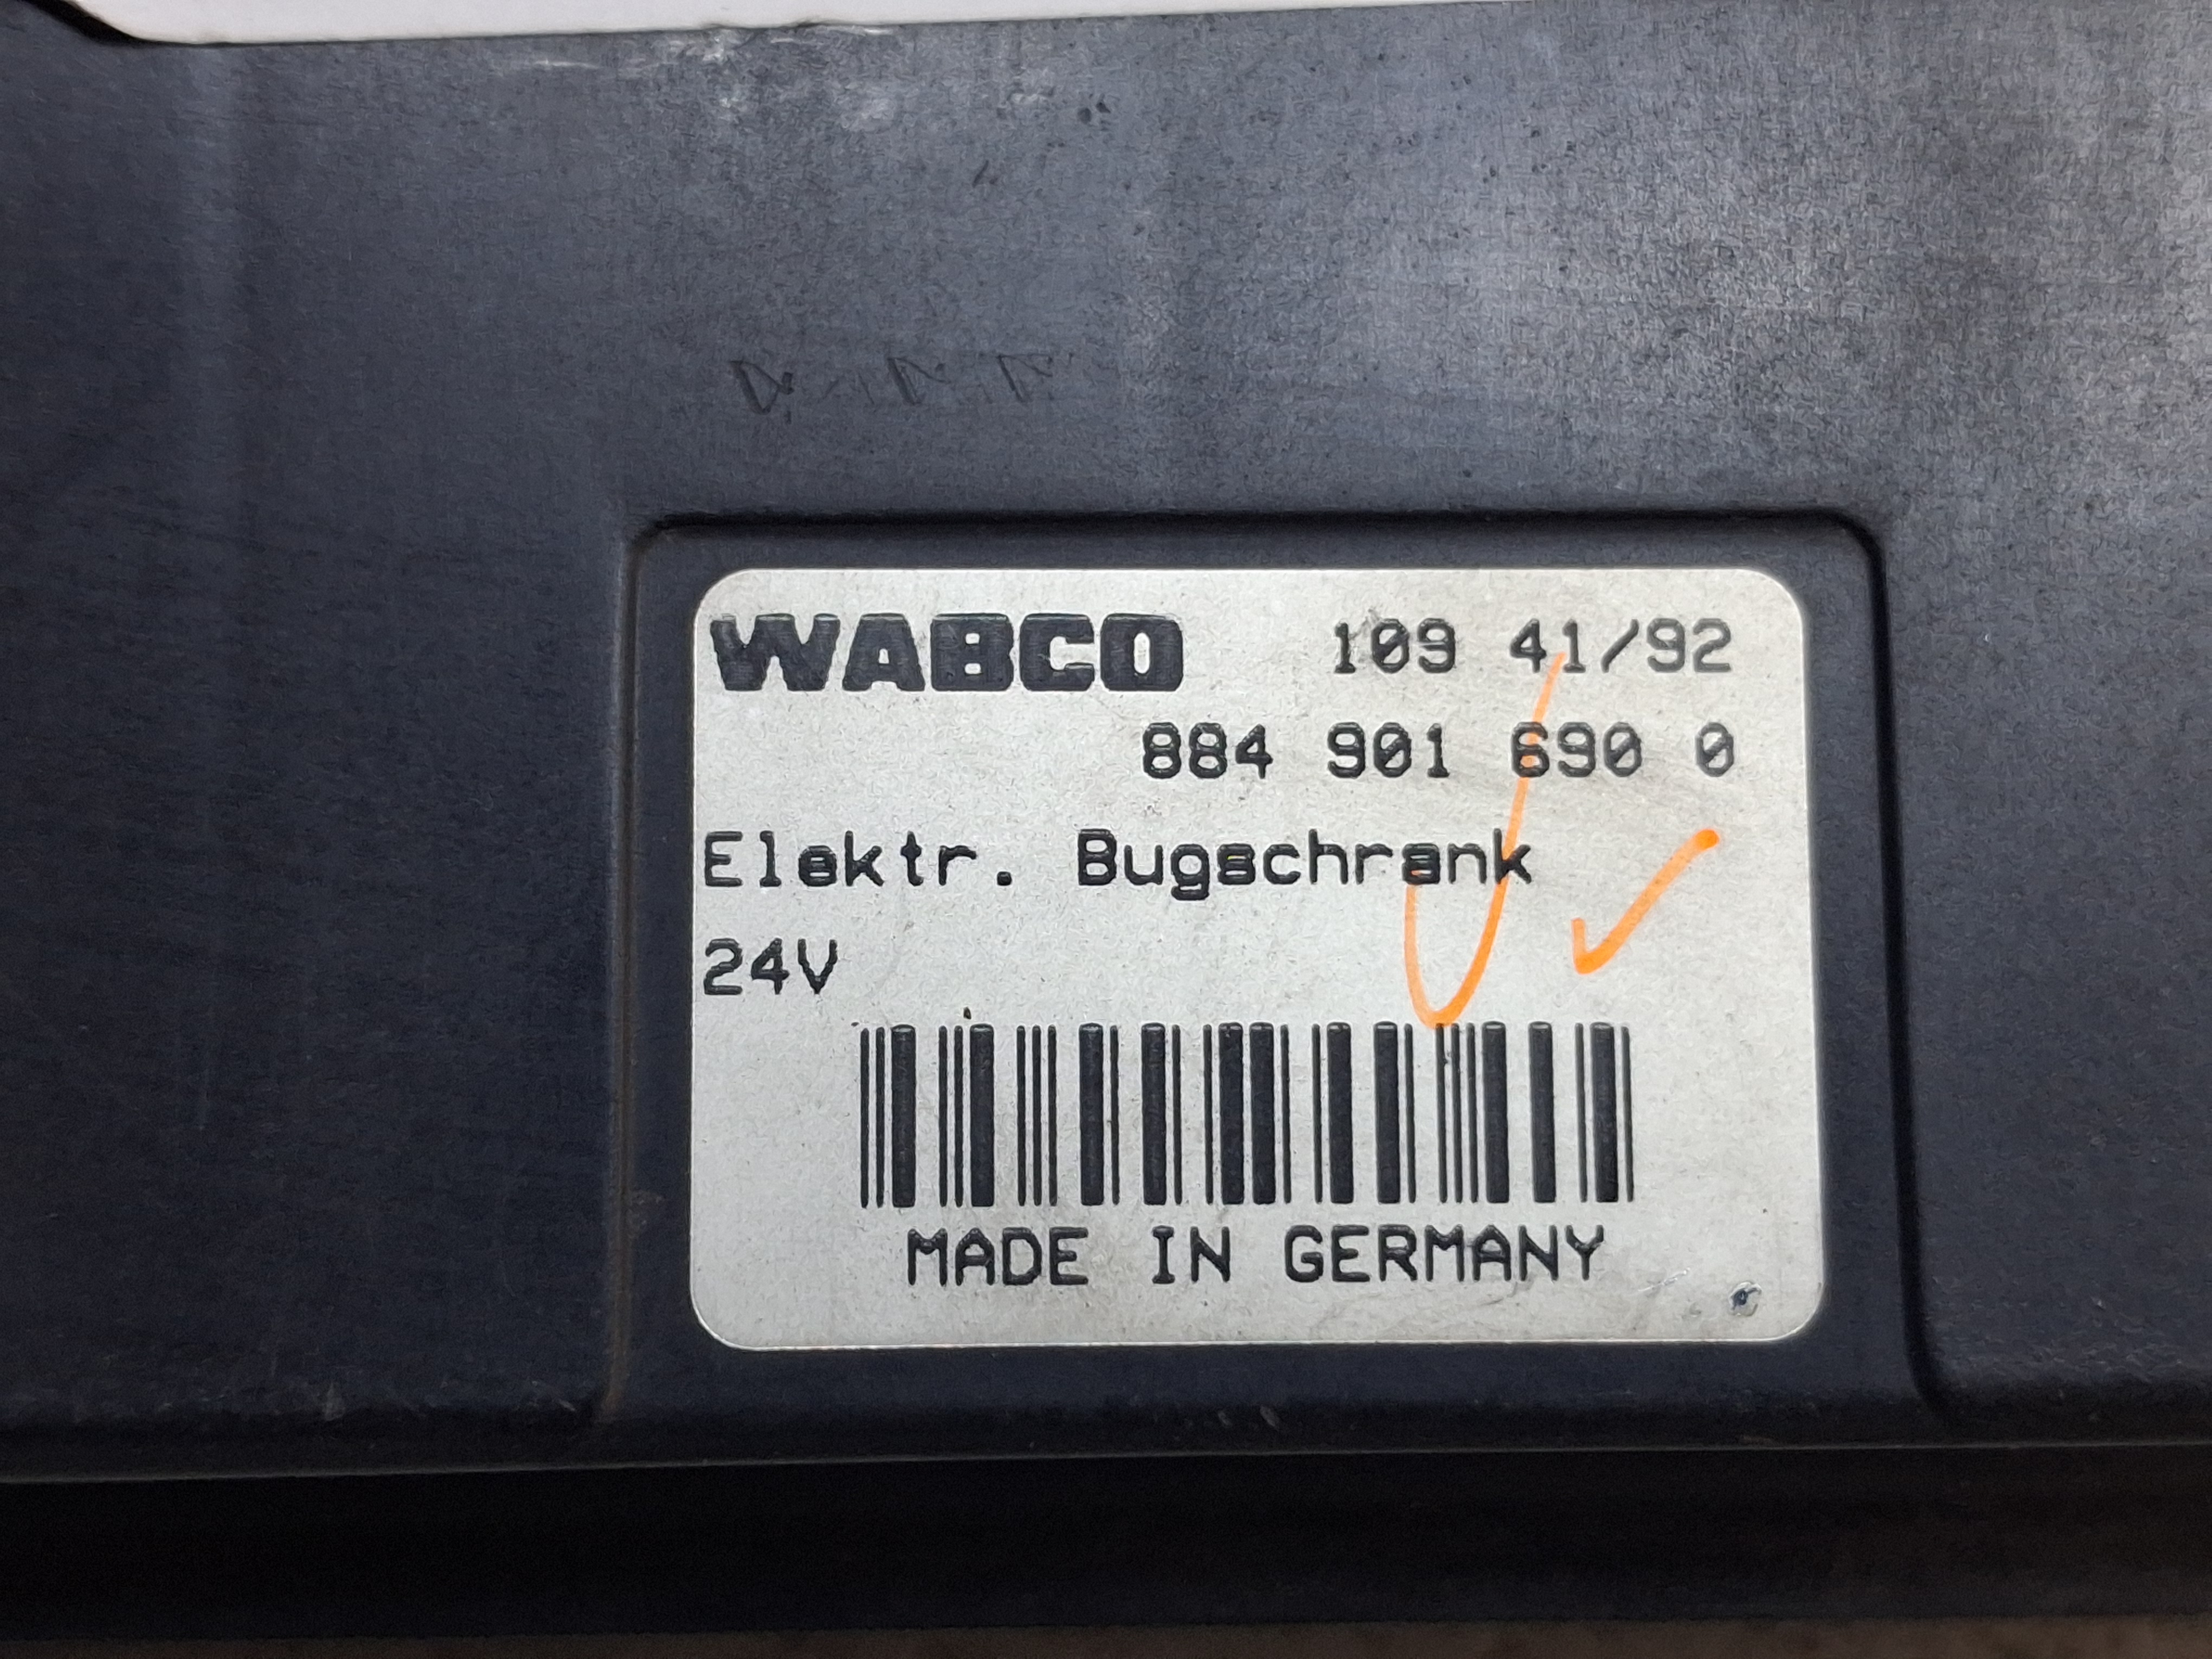 WABCO 109 41/92
884 901 690 0
Elektr. Bugschrank
24V
MADE IN GERMANY